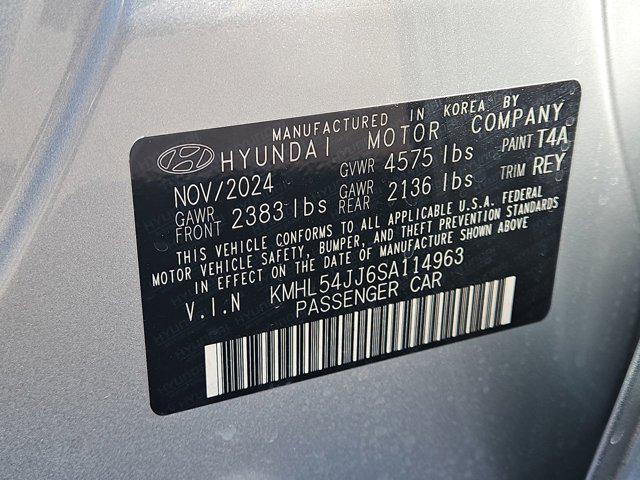 MANUFACTURED IN KOREA BY
HYUNDAI MOTOR COMPANY
NOV/2024 GVWR 4575 lbs PAINT T4A
GAWR FRONT 2383 lbs GAWR REAR 2136 lbs TRIM REY
THIS VEHICLE CONFORMS TO ALL APPLICABLE U.S.A. FEDERAL
MOTOR VEHICLE SAFETY, BUMPER, AND THEFT PREVENTION STANDARDS
IN EFFECT ON THE DATE OF MANUFACTURE SHOWN ABOVE
V.I.N KMHL54JJ6SA114963
PASSENGER CAR